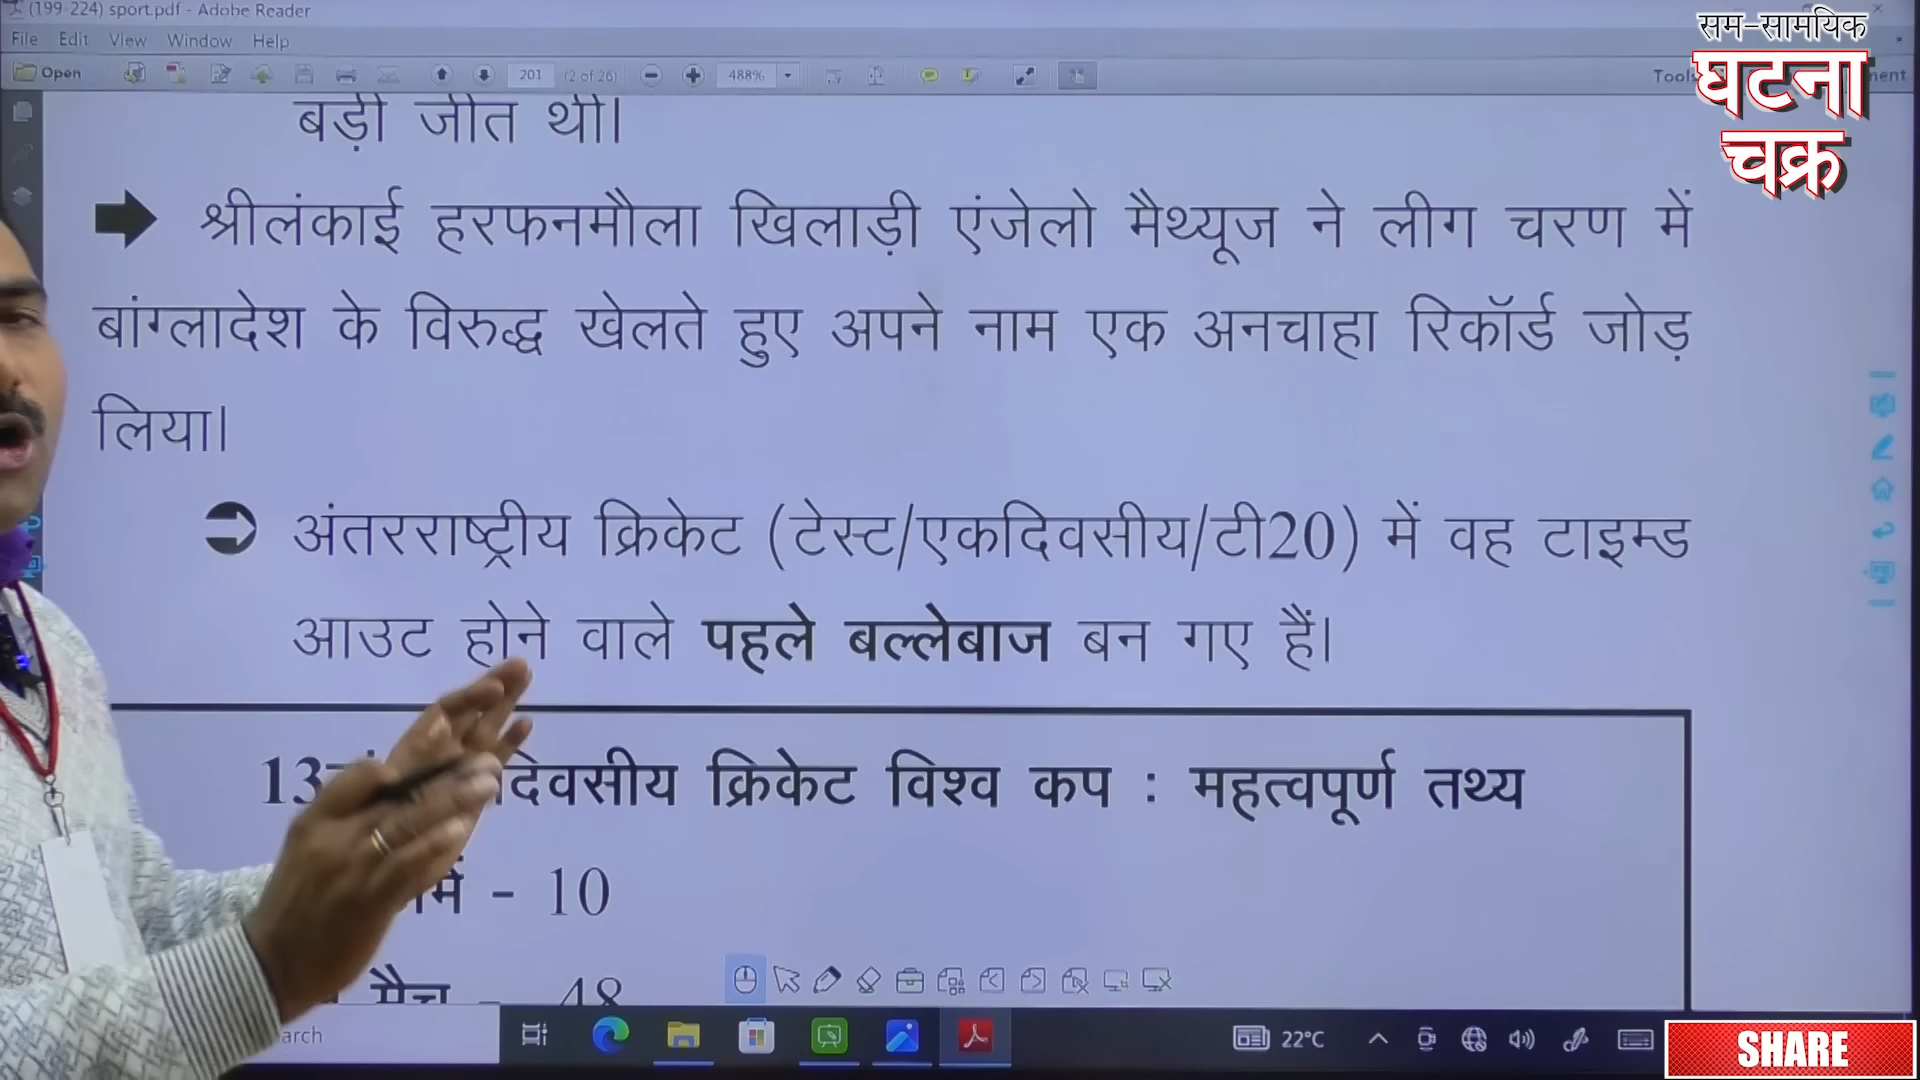 (199-224) sport.pdf - Adobe Reader
File Edit View Window Help
Open 201 (2 of 26) 488% Tools
सम-सामयिक
घटना
चक्र
बड़ी जीत थी।
श्रीलंकाई हरफनमौला खिलाड़ी एंजेलो मैथ्यूज ने लीग चरण में
बांग्लादेश के विरुद्ध खेलते हुए अपने नाम एक अनचाहा रिकॉर्ड जोड़
लिया।
अंतरराष्ट्रीय क्रिकेट (टेस्ट/एकदिवसीय/टी20) में वह टाइम्ड
आउट होने वाले पहले बल्लेबाज बन गए हैं।
दिवसीय क्रिकेट विश्व कप : महत्वपूर्ण तथ्य
- 10
मैच - 48
22°C
SHARE